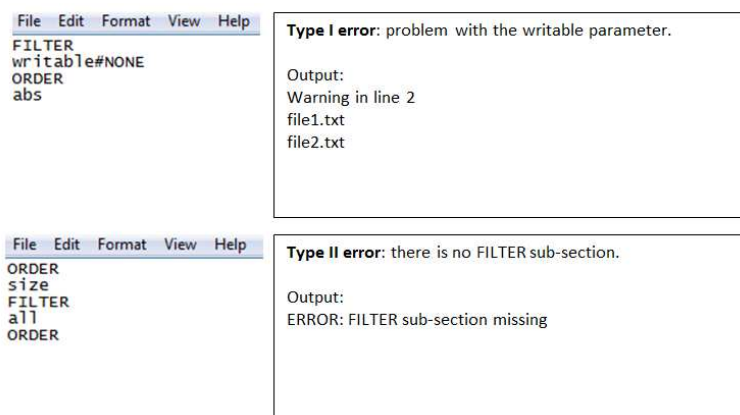 File Edit Format View Help
FILTER
writable#NONE
ORDER
abs
Type I error: problem with the writable parameter.
Output:
Warning in line 2
file1.txt
file2.txt
File Edit Format View Help
ORDER
size
FILTER
all
ORDER
Type II error: there is no FILTER sub-section.
Output:
ERROR: FILTER sub-section missing